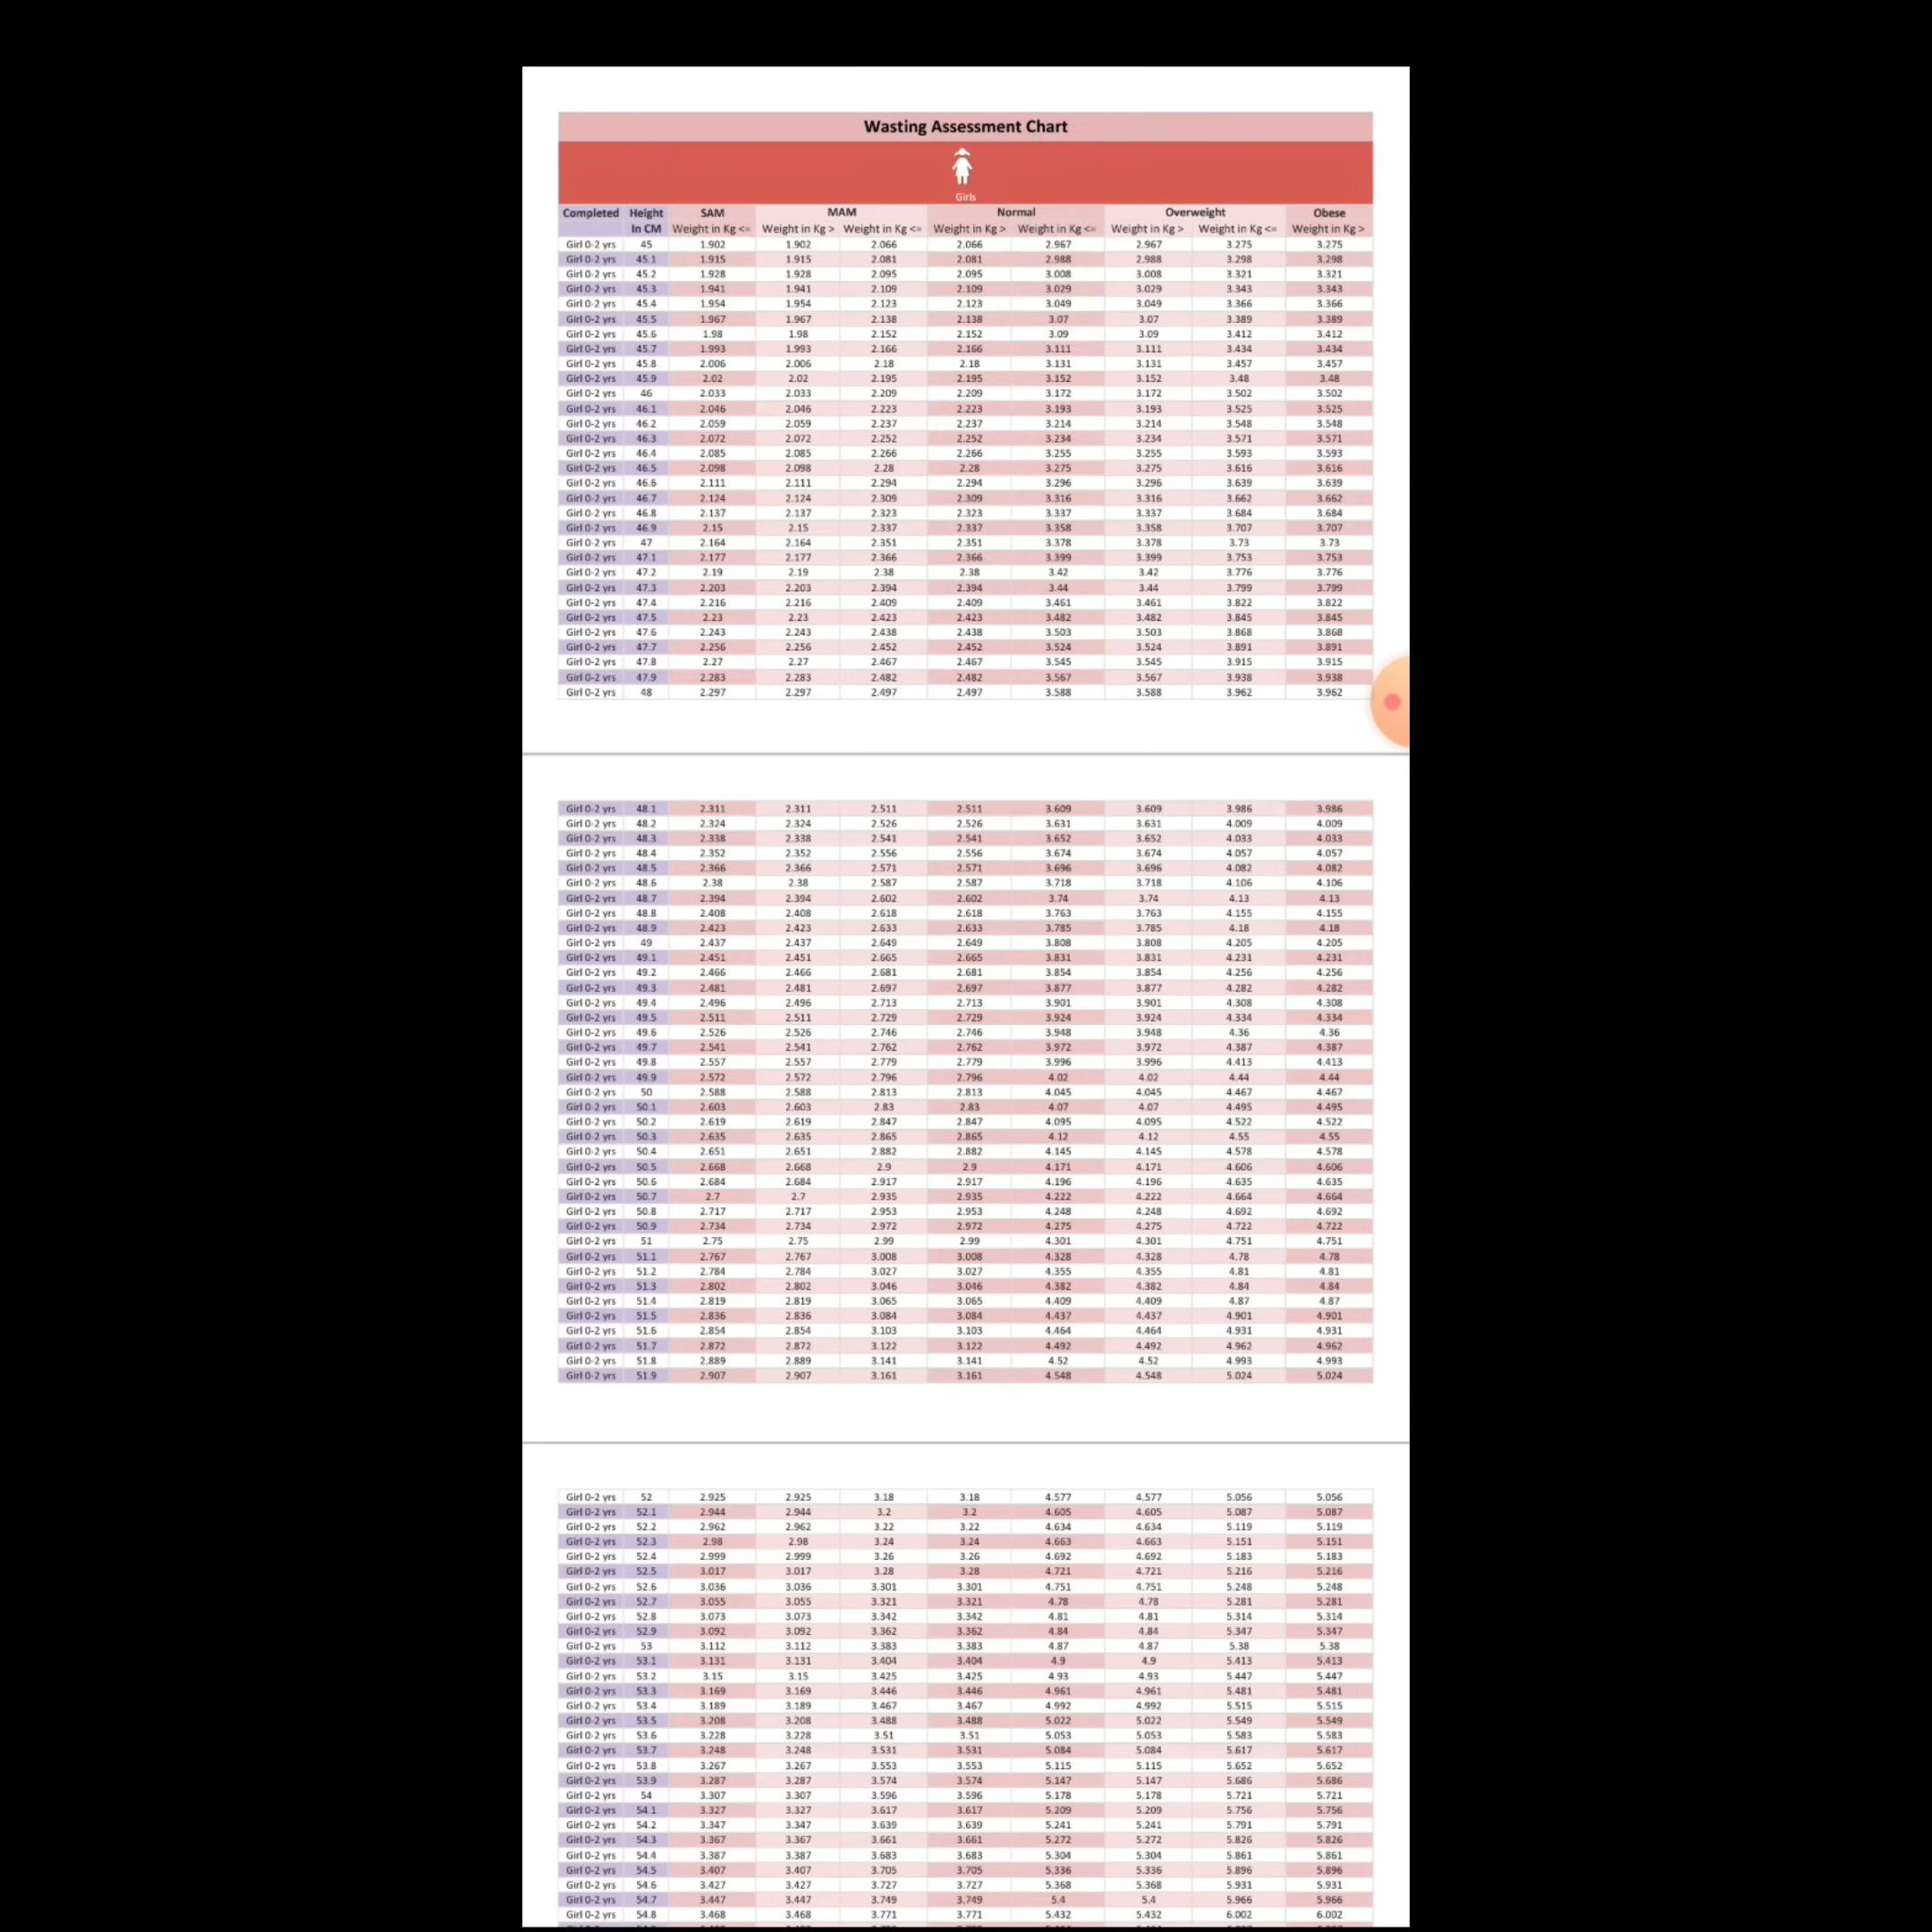 Wasting Assessment Chart
Girls
Completed Height SAM MAM Normal Overweight Obese
In CM Weight in Kg <= Weight in Kg > Weight in Kg <= Weight in Kg > Weight in Kg <= Weight in Kg > Weight in Kg <= Weight in Kg >
Girl 0-2 yrs 45 1.902 1.902 2.066 2.066 2.967 2.967 3.275 3.275
Girl 0-2 yrs 45.1 1.915 1.915 2.081 2.081 2.988 2.988 3.298 3.298
Girl 0-2 yrs 45.2 1.928 1.928 2.095 2.095 3.008 3.008 3.321 3.321
Girl 0-2 yrs 45.3 1.941 1.941 2.109 2.109 3.029 3.029 3.343 3.343
Girl 0-2 yrs 45.4 1.954 1.954 2.123 2.123 3.049 3.049 3.366 3.366
Girl 0-2 yrs 45.5 1.967 1.967 2.138 2.138 3.07 3.07 3.389 3.389
Girl 0-2 yrs 45.6 1.98 1.98 2.152 2.152 3.09 3.09 3.412 3.412
Girl 0-2 yrs 45.7 1.993 1.993 2.166 2.166 3.111 3.111 3.434 3.434
Girl 0-2 yrs 45.8 2.006 2.006 2.18 2.18 3.131 3.131 3.457 3.457
Girl 0-2 yrs 45.9 2.02 2.02 2.195 2.195 3.152 3.152 3.48 3.48
Girl 0-2 yrs 46 2.033 2.033 2.209 2.209 3.172 3.172 3.502 3.502
Girl 0-2 yrs 46.1 2.046 2.046 2.223 2.223 3.193 3.193 3.525 3.525
Girl 0-2 yrs 46.2 2.059 2.059 2.237 2.237 3.214 3.214 3.548 3.548
Girl 0-2 yrs 46.3 2.072 2.072 2.252 2.252 3.234 3.234 3.571 3.571
Girl 0-2 yrs 46.4 2.085 2.085 2.266 2.266 3.255 3.255 3.593 3.593
Girl 0-2 yrs 46.5 2.098 2.098 2.28 2.28 3.275 3.275 3.616 3.616
Girl 0-2 yrs 46.6 2.111 2.111 2.294 2.294 3.296 3.296 3.639 3.639
Girl 0-2 yrs 46.7 2.124 2.124 2.309 2.309 3.316 3.316 3.662 3.662
Girl 0-2 yrs 46.8 2.137 2.137 2.323 2.323 3.337 3.337 3.684 3.684
Girl 0-2 yrs 46.9 2.15 2.15 2.337 2.337 3.358 3.358 3.707 3.707
Girl 0-2 yrs 47 2.164 2.164 2.351 2.351 3.378 3.378 3.73 3.73
Girl 0-2 yrs 47.1 2.177 2.177 2.366 2.366 3.399 3.399 3.753 3.753
Girl 0-2 yrs 47.2 2.19 2.19 2.38 2.38 3.42 3.42 3.776 3.776
Girl 0-2 yrs 47.3 2.203 2.203 2.394 2.394 3.44 3.44 3.799 3.799
Girl 0-2 yrs 47.4 2.216 2.216 2.409 2.409 3.461 3.461 3.822 3.822
Girl 0-2 yrs 47.5 2.23 2.23 2.423 2.423 3.482 3.482 3.845 3.845
Girl 0-2 yrs 47.6 2.243 2.243 2.438 2.438 3.503 3.503 3.868 3.868
Girl 0-2 yrs 47.7 2.256 2.256 2.452 2.452 3.524 3.524 3.891 3.891
Girl 0-2 yrs 47.8 2.27 2.27 2.467 2.467 3.545 3.545 3.915 3.915
Girl 0-2 yrs 47.9 2.283 2.283 2.482 2.482 3.567 3.567 3.938 3.938
Girl 0-2 yrs 48 2.297 2.297 2.497 2.497 3.588 3.588 3.962 3.962
Girl 0-2 yrs 48.1 2.311 2.311 2.511 2.511 3.609 3.609 3.986 3.986
Girl 0-2 yrs 48.2 2.324 2.324 2.526 2.526 3.631 3.631 4.009 4.009
Girl 0-2 yrs 48.3 2.338 2.338 2.541 2.541 3.652 3.652 4.033 4.033
Girl 0-2 yrs 48.4 2.352 2.352 2.556 2.556 3.674 3.674 4.057 4.057
Girl 0-2 yrs 48.5 2.366 2.366 2.571 2.571 3.696 3.696 4.082 4.082
Girl 0-2 yrs 48.6 2.38 2.38 2.587 2.587 3.718 3.718 4.106 4.106
Girl 0-2 yrs 48.7 2.394 2.394 2.602 2.602 3.74 3.74 4.13 4.13
Girl 0-2 yrs 48.8 2.408 2.408 2.618 2.618 3.763 3.763 4.155 4.155
Girl 0-2 yrs 48.9 2.423 2.423 2.633 2.633 3.785 3.785 4.18 4.18
Girl 0-2 yrs 49 2.437 2.437 2.649 2.649 3.808 3.808 4.205 4.205
Girl 0-2 yrs 49.1 2.451 2.451 2.665 2.665 3.831 3.831 4.231 4.231
Girl 0-2 yrs 49.2 2.466 2.466 2.681 2.681 3.854 3.854 4.256 4.256
Girl 0-2 yrs 49.3 2.481 2.481 2.697 2.697 3.877 3.877 4.282 4.282
Girl 0-2 yrs 49.4 2.496 2.496 2.713 2.713 3.901 3.901 4.308 4.308
Girl 0-2 yrs 49.5 2.511 2.511 2.729 2.729 3.924 3.924 4.334 4.334
Girl 0-2 yrs 49.6 2.526 2.526 2.746 2.746 3.948 3.948 4.36 4.36
Girl 0-2 yrs 49.7 2.541 2.541 2.762 2.762 3.972 3.972 4.387 4.387
Girl 0-2 yrs 49.8 2.557 2.557 2.779 2.779 3.996 3.996 4.413 4.413
Girl 0-2 yrs 49.9 2.572 2.572 2.796 2.796 4.02 4.02 4.44 4.44
Girl 0-2 yrs 50 2.588 2.588 2.813 2.813 4.045 4.045 4.467 4.467
Girl 0-2 yrs 50.1 2.603 2.603 2.83 2.83 4.07 4.07 4.495 4.495
Girl 0-2 yrs 50.2 2.619 2.619 2.847 2.847 4.095 4.095 4.522 4.522
Girl 0-2 yrs 50.3 2.635 2.635 2.865 2.865 4.12 4.12 4.55 4.55
Girl 0-2 yrs 50.4 2.651 2.651 2.882 2.882 4.145 4.145 4.578 4.578
Girl 0-2 yrs 50.5 2.668 2.668 2.9 2.9 4.171 4.171 4.606 4.606
Girl 0-2 yrs 50.6 2.684 2.684 2.917 2.917 4.196 4.196 4.635 4.635
Girl 0-2 yrs 50.7 2.7 2.7 2.935 2.935 4.222 4.222 4.664 4.664
Girl 0-2 yrs 50.8 2.717 2.717 2.953 2.953 4.248 4.248 4.692 4.692
Girl 0-2 yrs 50.9 2.734 2.734 2.972 2.972 4.275 4.275 4.722 4.722
Girl 0-2 yrs 51 2.75 2.75 2.99 2.99 4.301 4.301 4.751 4.751
Girl 0-2 yrs 51.1 2.767 2.767 3.008 3.008 4.328 4.328 4.78 4.78
Girl 0-2 yrs 51.2 2.784 2.784 3.027 3.027 4.355 4.355 4.81 4.81
Girl 0-2 yrs 51.3 2.802 2.802 3.046 3.046 4.382 4.382 4.84 4.84
Girl 0-2 yrs 51.4 2.819 2.819 3.065 3.065 4.409 4.409 4.87 4.87
Girl 0-2 yrs 51.5 2.836 2.836 3.084 3.084 4.437 4.437 4.901 4.901
Girl 0-2 yrs 51.6 2.854 2.854 3.103 3.103 4.464 4.464 4.931 4.931
Girl 0-2 yrs 51.7 2.872 2.872 3.122 3.122 4.492 4.492 4.962 4.962
Girl 0-2 yrs 51.8 2.889 2.889 3.141 3.141 4.52 4.52 4.993 4.993
Girl 0-2 yrs 51.9 2.907 2.907 3.161 3.161 4.548 4.548 5.024 5.024
Girl 0-2 yrs 52 2.925 2.925 3.18 3.18 4.577 4.577 5.056 5.056
Girl 0-2 yrs 52.1 2.944 2.944 3.2 3.2 4.605 4.605 5.087 5.087
Girl 0-2 yrs 52.2 2.962 2.962 3.22 3.22 4.634 4.634 5.119 5.119
Girl 0-2 yrs 52.3 2.98 2.98 3.24 3.24 4.663 4.663 5.151 5.151
Girl 0-2 yrs 52.4 2.999 2.999 3.26 3.26 4.692 4.692 5.183 5.183
Girl 0-2 yrs 52.5 3.017 3.017 3.28 3.28 4.721 4.721 5.216 5.216
Girl 0-2 yrs 52.6 3.036 3.036 3.301 3.301 4.751 4.751 5.248 5.248
Girl 0-2 yrs 52.7 3.055 3.055 3.321 3.321 4.78 4.78 5.281 5.281
Girl 0-2 yrs 52.8 3.073 3.073 3.342 3.342 4.81 4.81 5.314 5.314
Girl 0-2 yrs 52.9 3.092 3.092 3.362 3.362 4.84 4.84 5.347 5.347
Girl 0-2 yrs 53 3.112 3.112 3.383 3.383 4.87 4.87 5.38 5.38
Girl 0-2 yrs 53.1 3.131 3.131 3.404 3.404 4.9 4.9 5.413 5.413
Girl 0-2 yrs 53.2 3.15 3.15 3.425 3.425 4.93 4.93 5.447 5.447
Girl 0-2 yrs 53.3 3.169 3.169 3.446 3.446 4.961 4.961 5.481 5.481
Girl 0-2 yrs 53.4 3.189 3.189 3.467 3.467 4.992 4.992 5.515 5.515
Girl 0-2 yrs 53.5 3.208 3.208 3.488 3.488 5.022 5.022 5.549 5.549
Girl 0-2 yrs 53.6 3.228 3.228 3.51 3.51 5.053 5.053 5.583 5.583
Girl 0-2 yrs 53.7 3.248 3.248 3.531 3.531 5.084 5.084 5.617 5.617
Girl 0-2 yrs 53.8 3.267 3.267 3.553 3.553 5.115 5.115 5.652 5.652
Girl 0-2 yrs 53.9 3.287 3.287 3.574 3.574 5.147 5.147 5.686 5.686
Girl 0-2 yrs 54 3.307 3.307 3.596 3.596 5.178 5.178 5.721 5.721
Girl 0-2 yrs 54.1 3.327 3.327 3.617 3.617 5.209 5.209 5.756 5.756
Girl 0-2 yrs 54.2 3.347 3.347 3.639 3.639 5.241 5.241 5.791 5.791
Girl 0-2 yrs 54.3 3.367 3.367 3.661 3.661 5.272 5.272 5.826 5.826
Girl 0-2 yrs 54.4 3.387 3.387 3.683 3.683 5.304 5.304 5.861 5.861
Girl 0-2 yrs 54.5 3.407 3.407 3.705 3.705 5.336 5.336 5.896 5.896
Girl 0-2 yrs 54.6 3.427 3.427 3.727 3.727 5.368 5.368 5.931 5.931
Girl 0-2 yrs 54.7 3.447 3.447 3.749 3.749 5.4 5.4 5.966 5.966
Girl 0-2 yrs 54.8 3.468 3.468 3.771 3.771 5.432 5.432 6.002 6.002